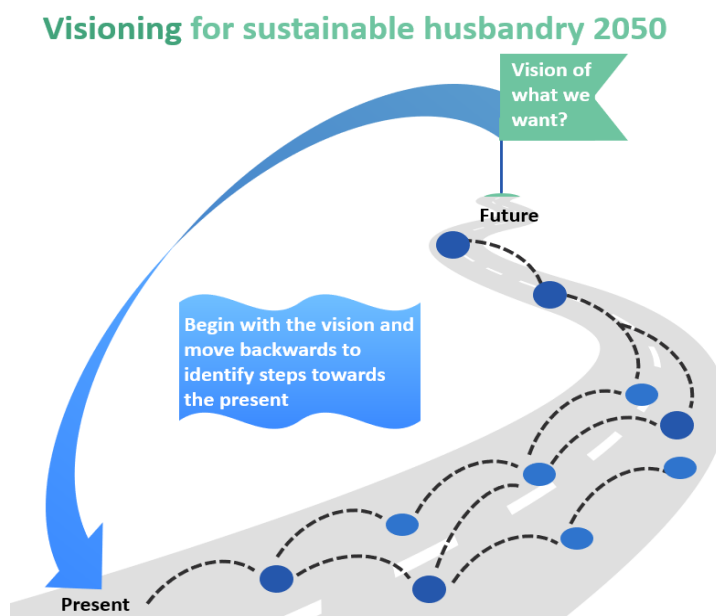 Visioning for sustainable husbandry 2050
Vision of
what we
want?
Future
Begin with the vision and
move backwards to
identify steps towards
the present
Present